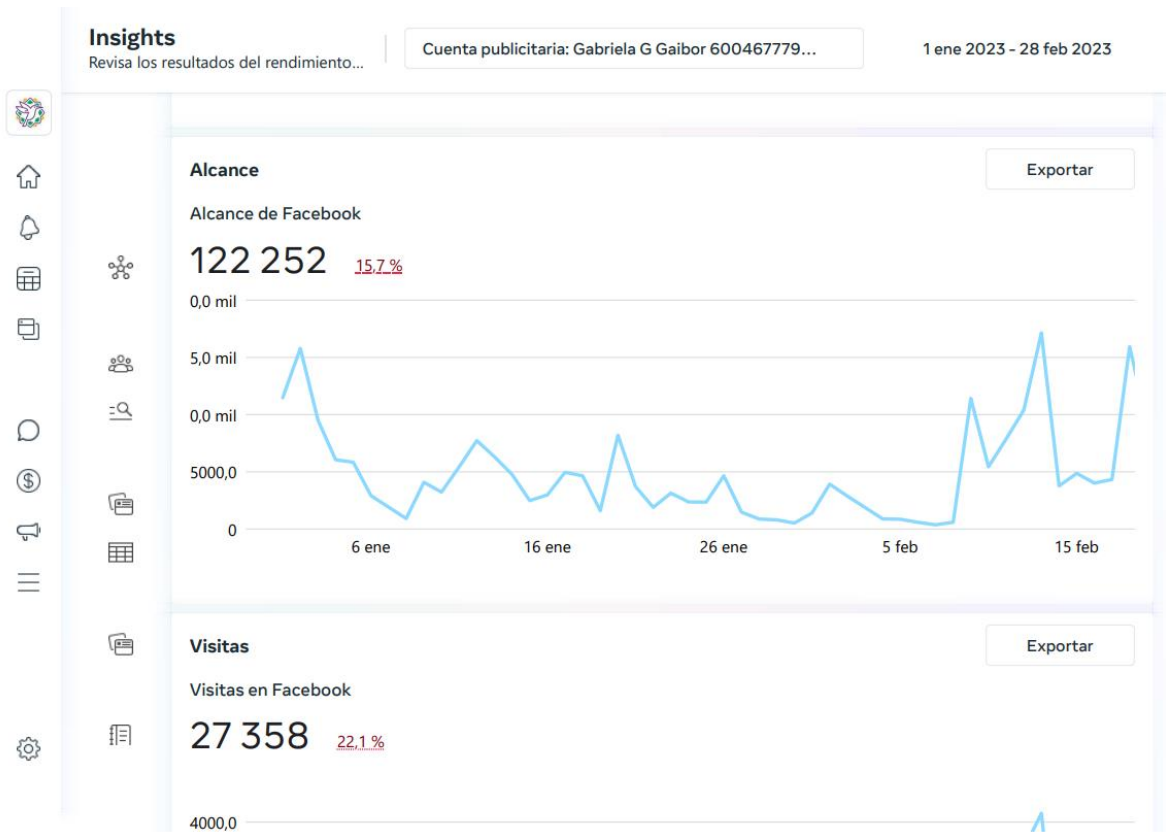 Insights
Revisa los resultados del rendimiento...
Cuenta publicitaria: Gabriela G Gaibor 600467779...
1 ene 2023 - 28 feb 2023
Alcance
Exportar
Alcance de Facebook
122 252 15,7 %
0,0 mil
5,0 mil
0,0 mil
5000,0
0
6 ene 16 ene 26 ene 5 feb 15 feb
Visitas
Exportar
Visitas en Facebook
27 358 22,1 %
4000,0